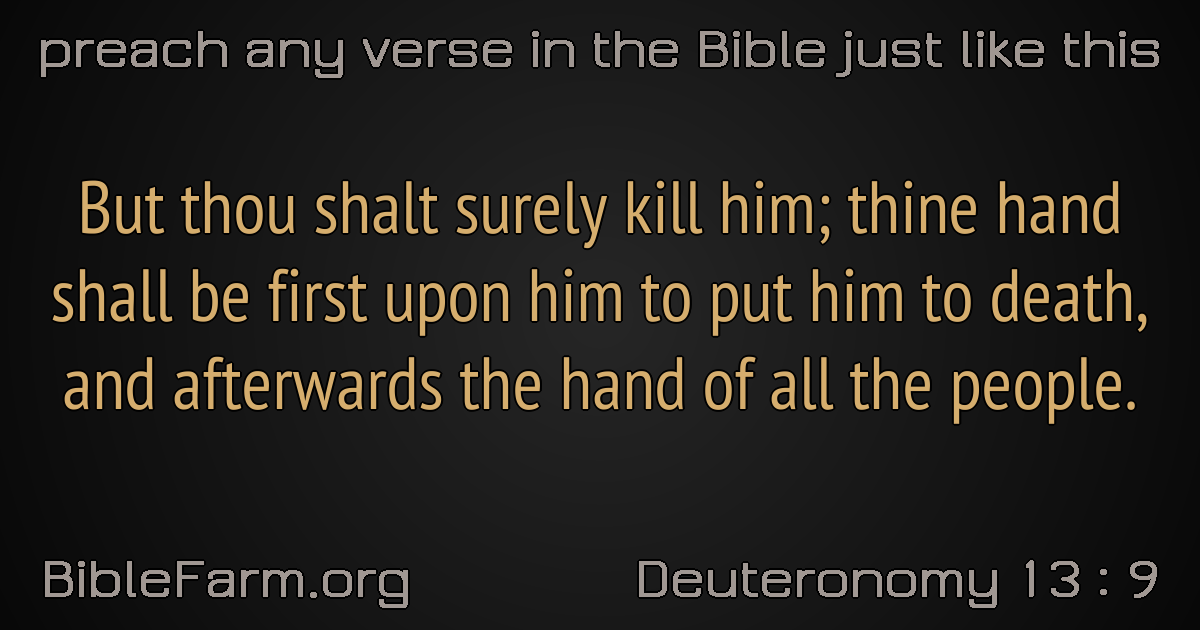 preach any verse in the Bible just like this
But thou shalt surely kill him; thine hand
shall be first upon him to put him to death,
and afterwards the hand of all the people.
BibleFarm.org
Deuteronomy 13 : 9